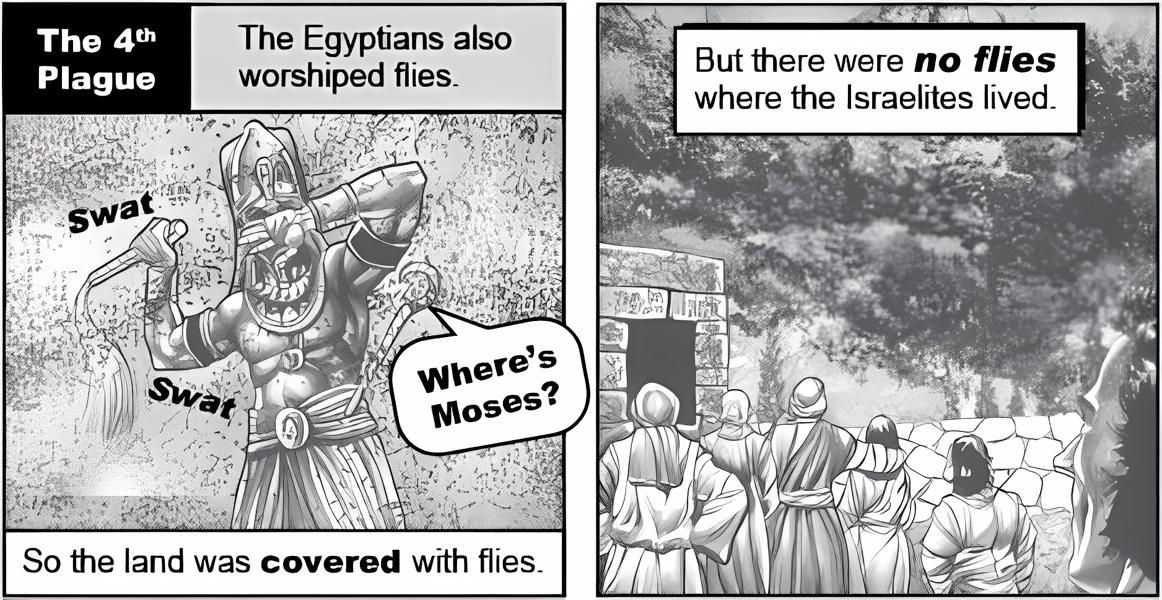 The 4th
Plague
The Egyptians also
worshiped flies.
Swat
Swat
Where's
Moses?
So the land was covered with flies.
But there were no flies
where the Israelites lived.